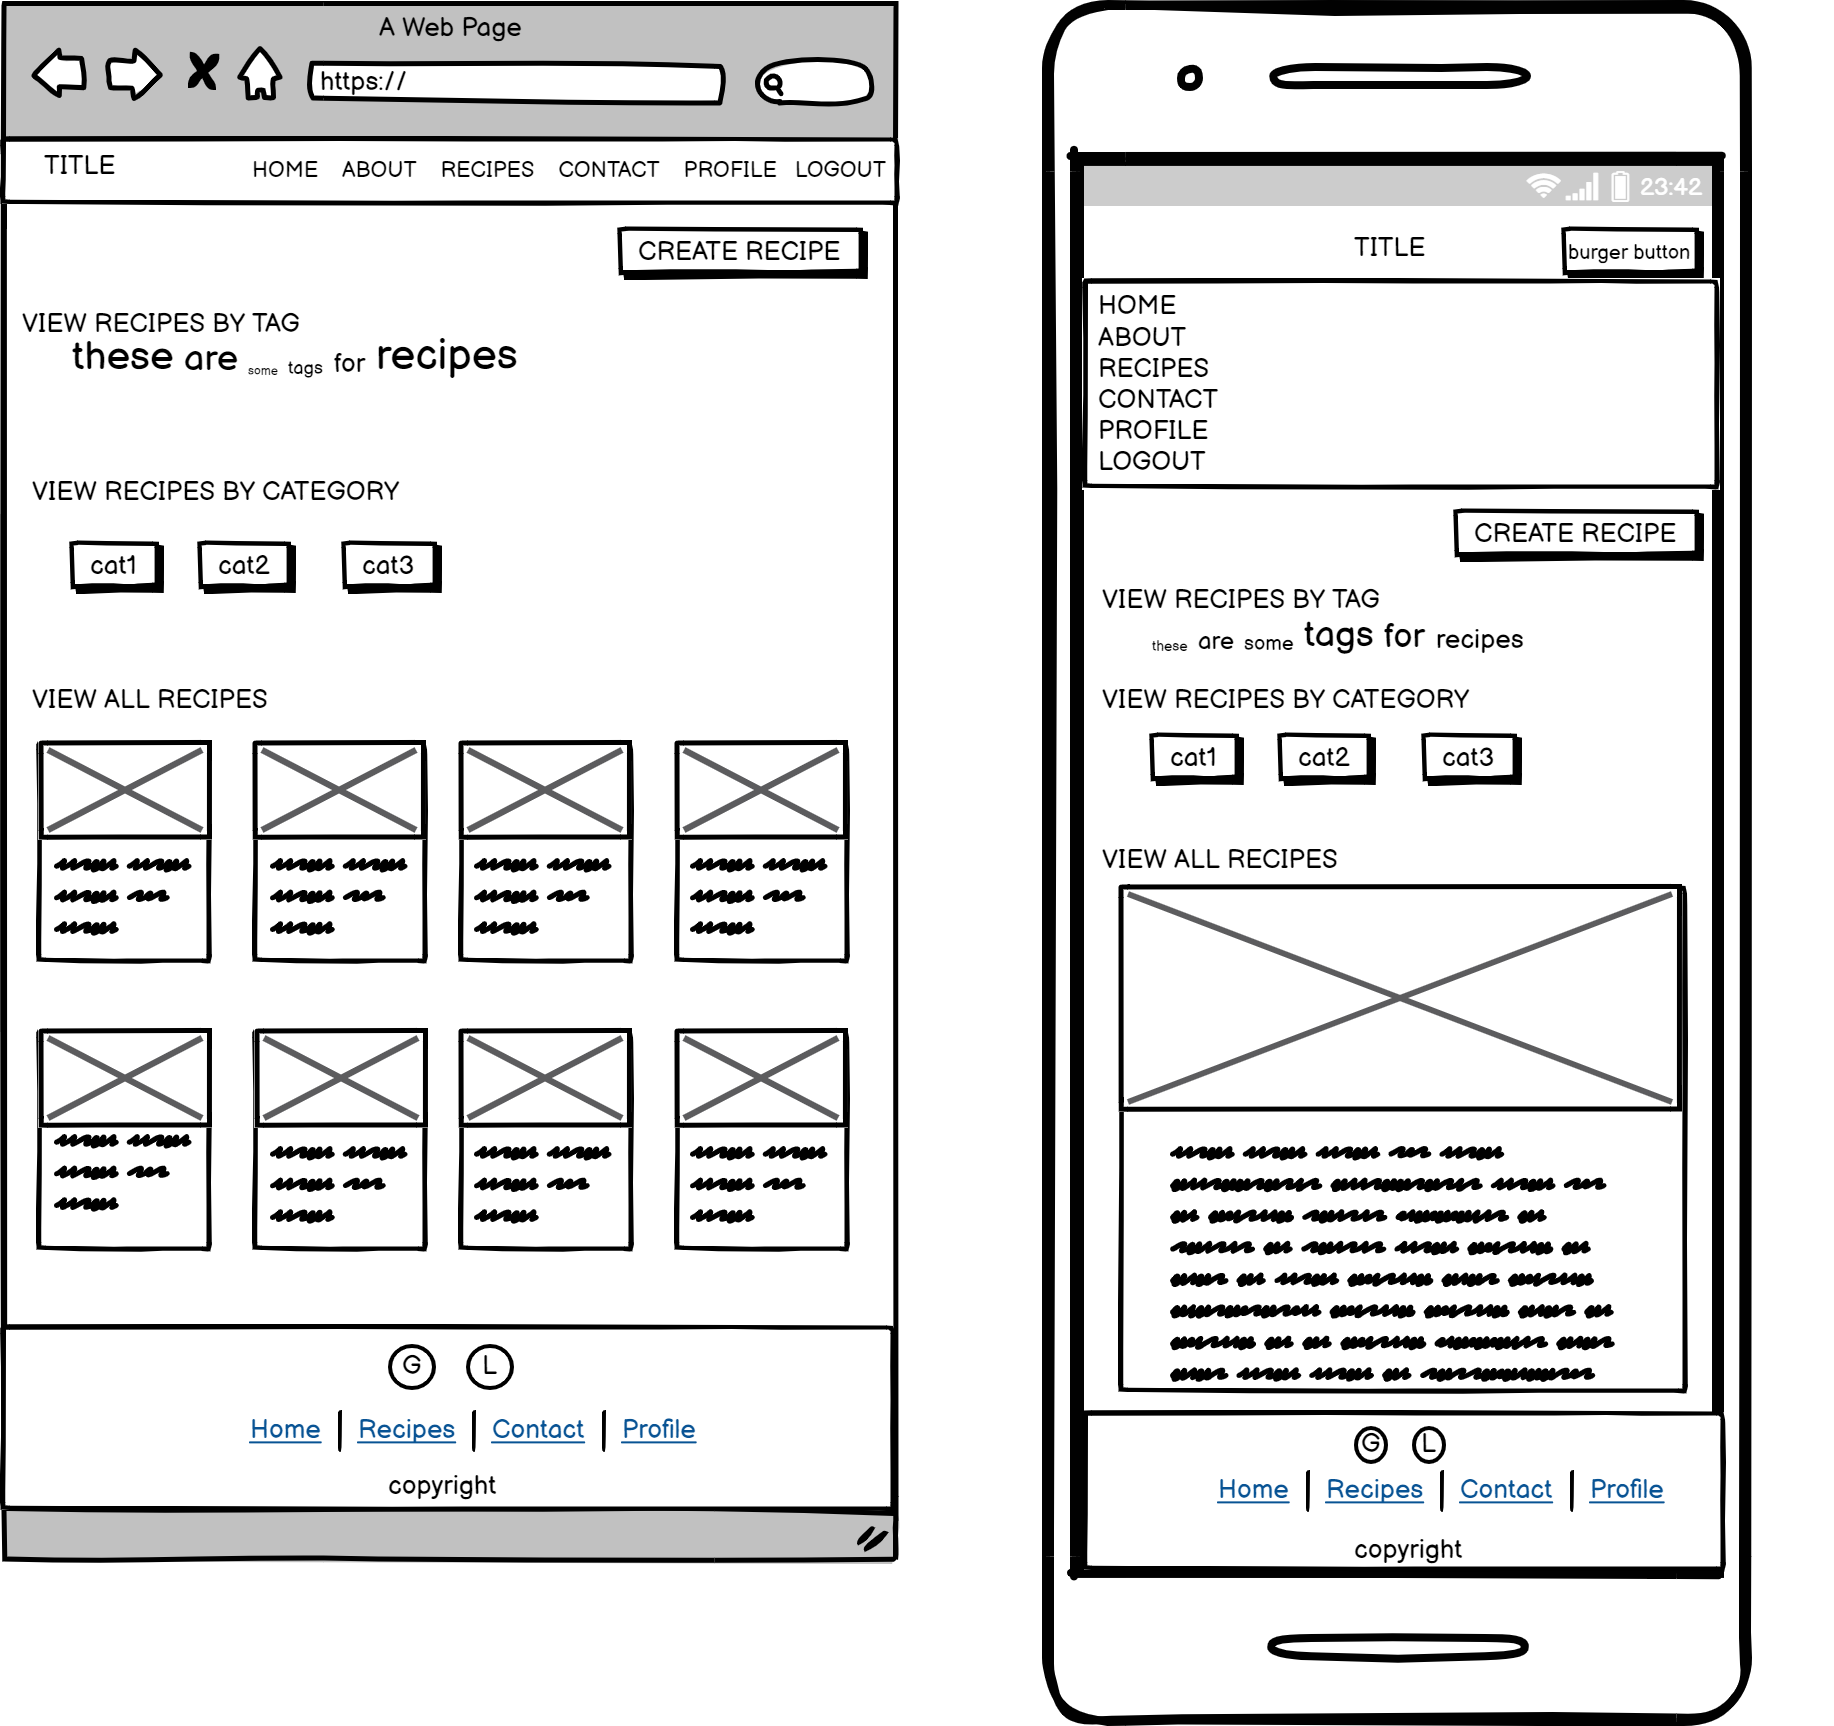 A Web Page
https://
TITLE
HOME ABOUT RECIPES CONTACT PROFILE LOGOUT
CREATE RECIPE
VIEW RECIPES BY TAG
these are some tags for recipes
VIEW RECIPES BY CATEGORY
cat1 cat2 cat3
VIEW ALL RECIPES
G L
Home Recipes Contact Profile
copyright
23:42
TITLE
burger button
HOME
ABOUT
RECIPES
CONTACT
PROFILE
LOGOUT
CREATE RECIPE
VIEW RECIPES BY TAG
these are some tags for recipes
VIEW RECIPES BY CATEGORY
cat1 cat2 cat3
VIEW ALL RECIPES
G L
Home Recipes Contact Profile
copyright